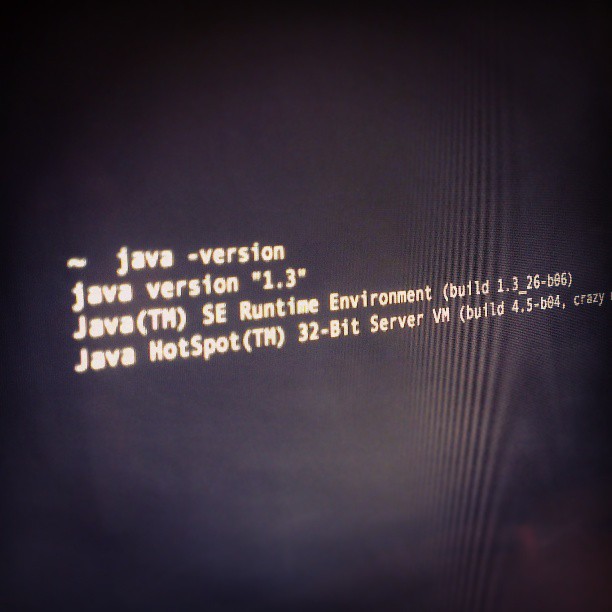 ~ java -version
java version "1.3"
Java(TM) SE Runtime Environment (build 1.3_26-b06)
Java HotSpot(TM) 32-Bit Server VM (build 4.5-b04, crazy